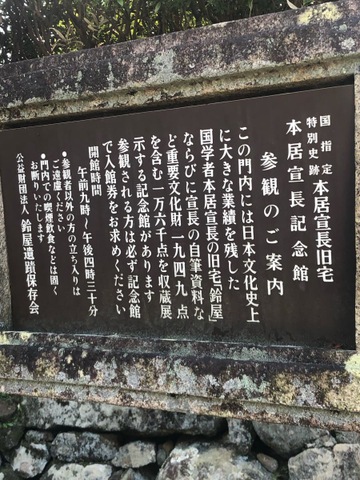 国指定
特別史跡
本居宣長旧宅
本居宣長記念館
参観のご案内
この門内には日本文化史上
に大きな業績を残した
国学者本居宣長の旧宅「鈴屋」
ならびに宣長の自筆資料な
ど重要文化財一九四九点
を含む一万六千点を収蔵展
示する記念館があります
参観される方は必ず記念館
で入館券をお求めください
開館時間
午前九時〜午後四時三十分
●参観者以外の方の立ち入りは
ご遠慮ください
●門内での喫煙飲食などは固く
お断りいたします
公益財団法人 鈴屋遺蹟保存会